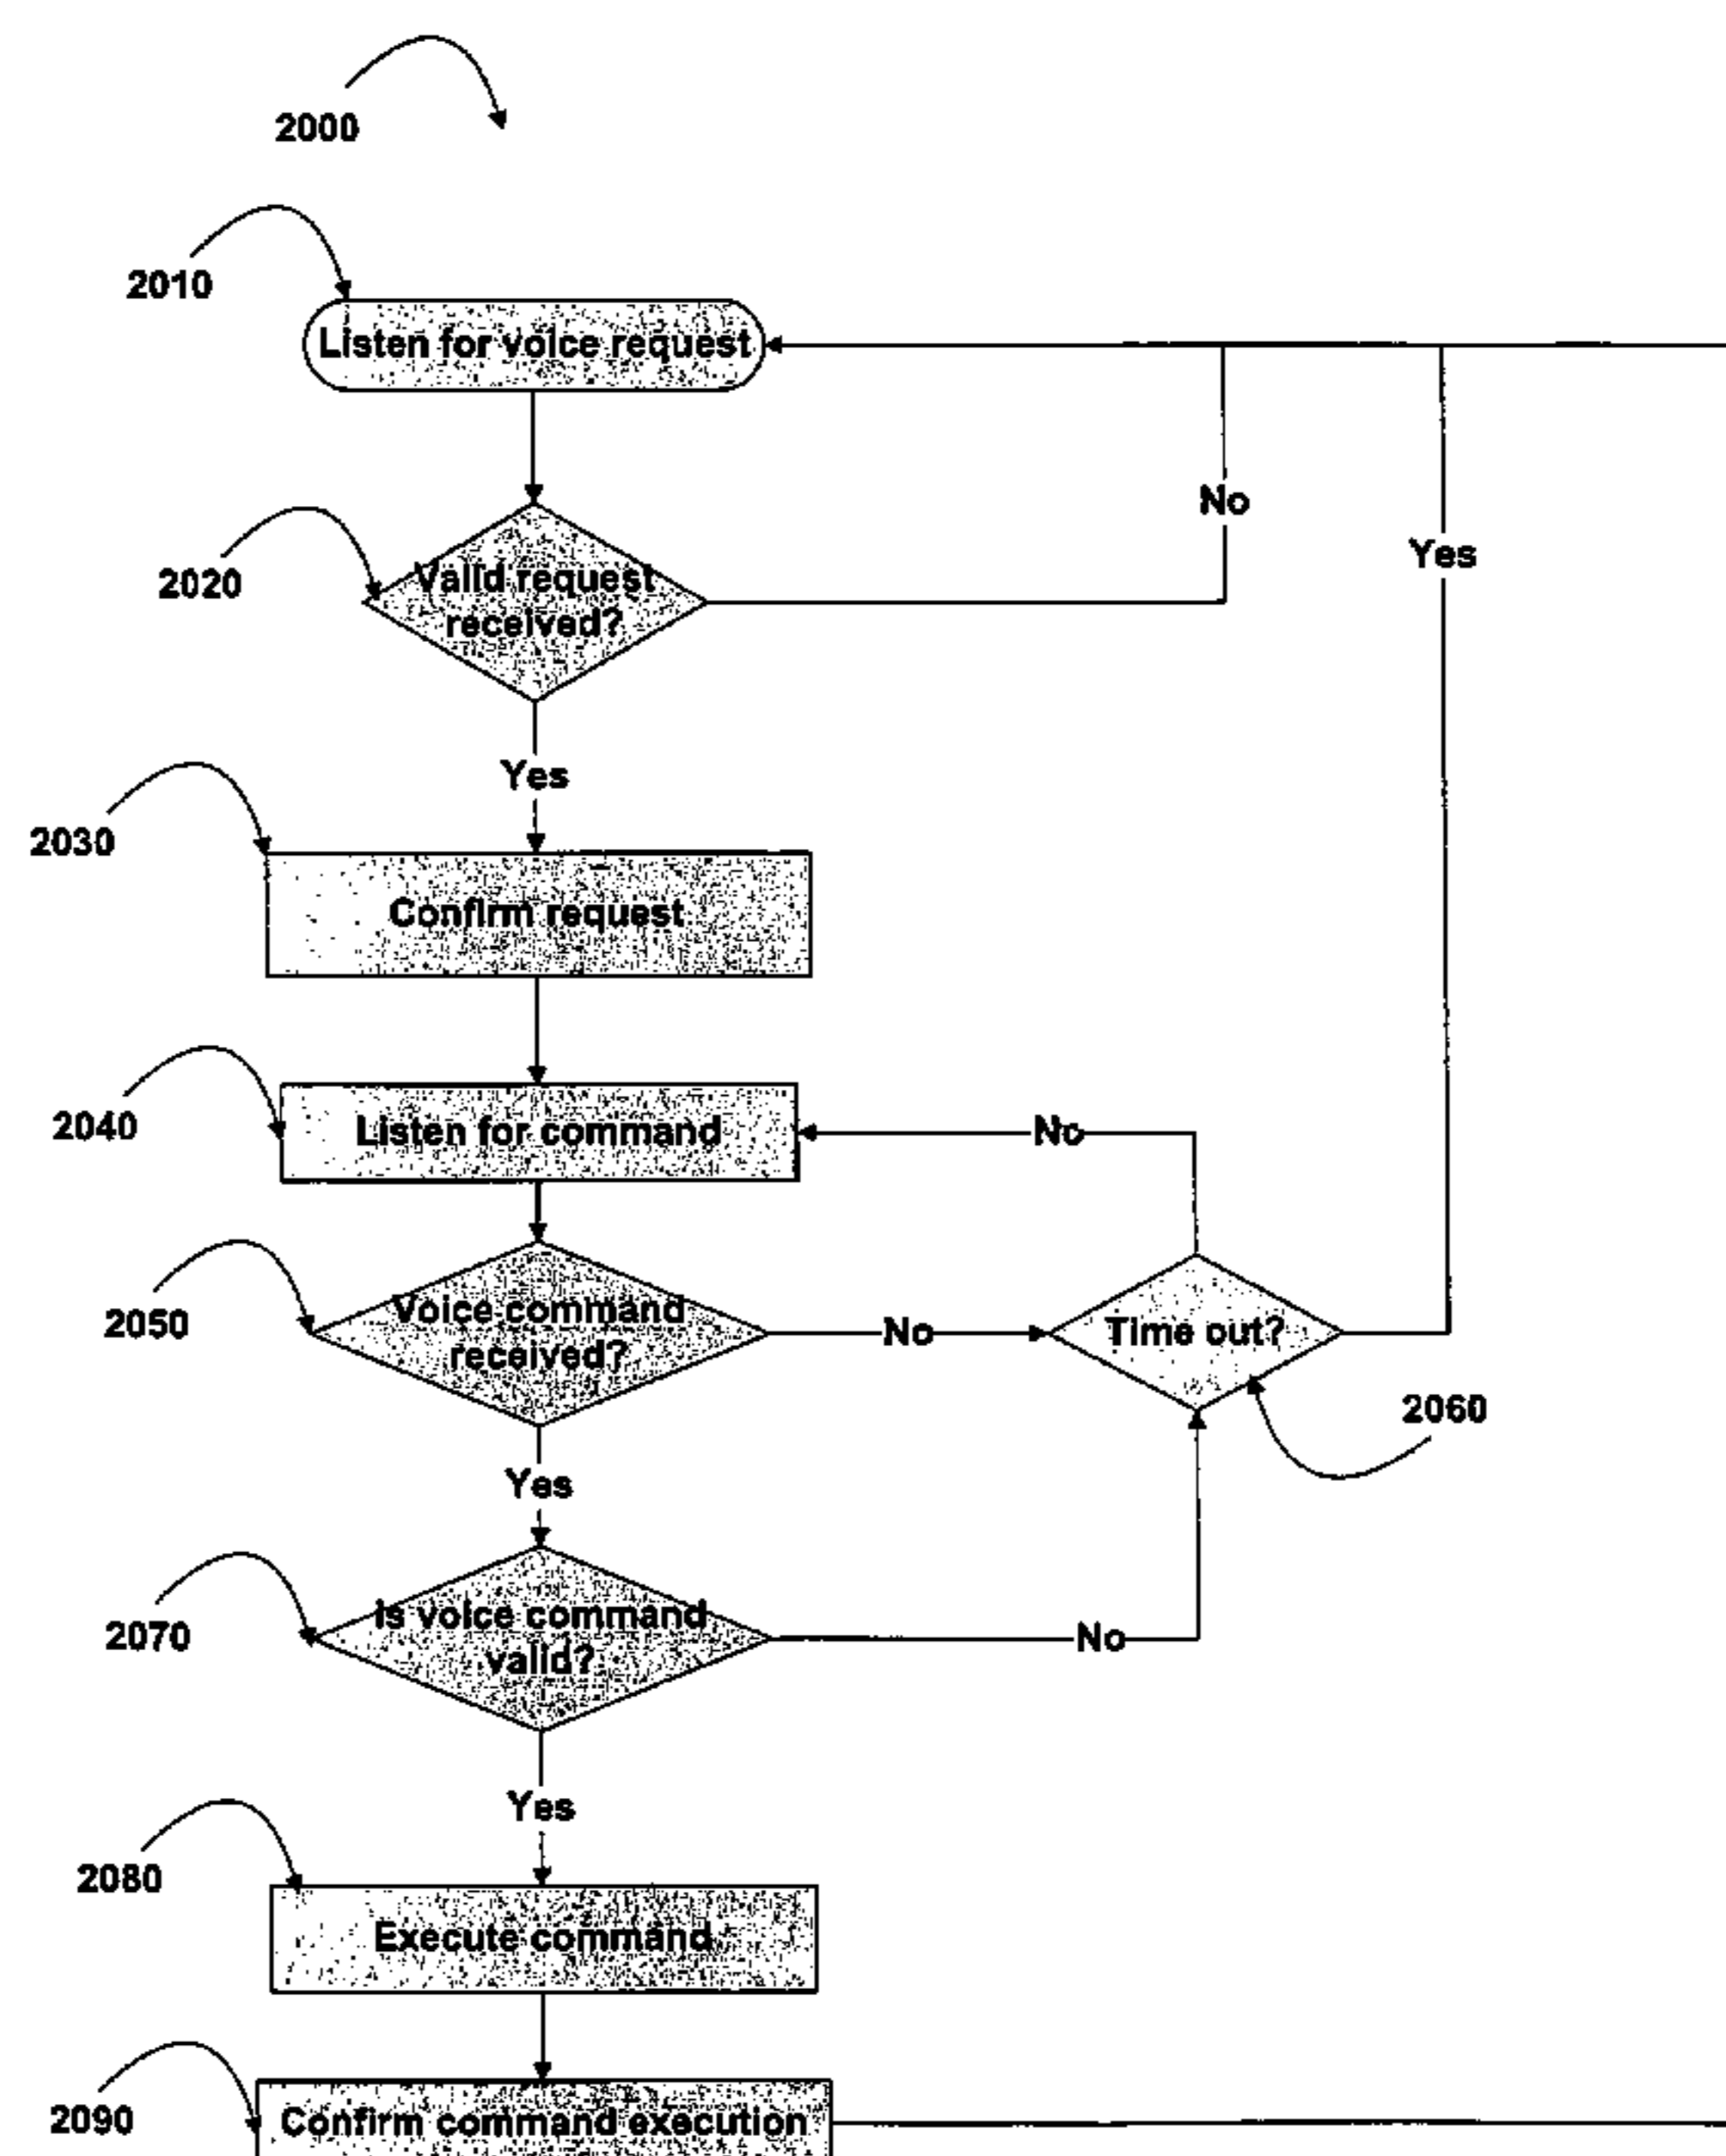 2000
2010
Listen for voice request
No
Yes
2020
Valid request
received?
Yes
2030
Confirm request
2040
Listen for command
No
2050
Voice command
received?
No
Time out?
2060
Yes
2070
Is voice command
valid?
No
Yes
2080
Execute command
2090
Confirm command execution